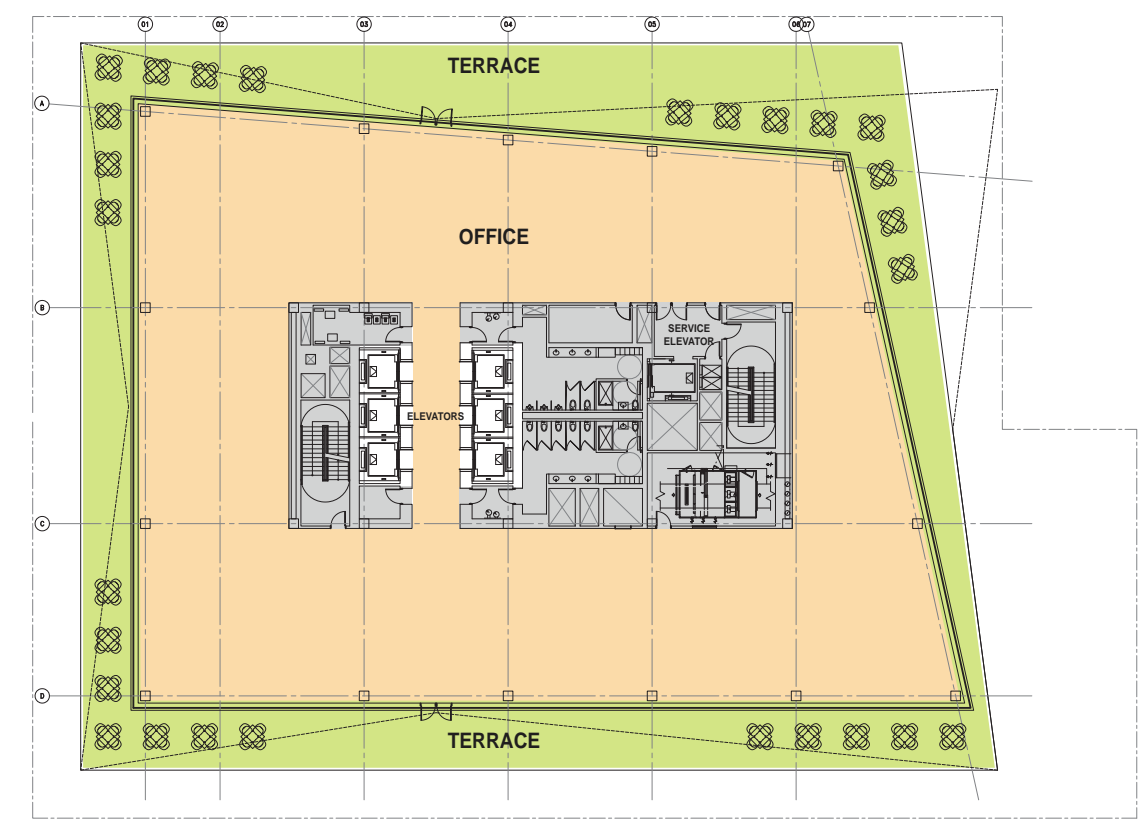 01 02 03 04 05 06 07
TERRACE
A
OFFICE
B
SERVICE
ELEVATOR
ELEVATORS
C
D
TERRACE